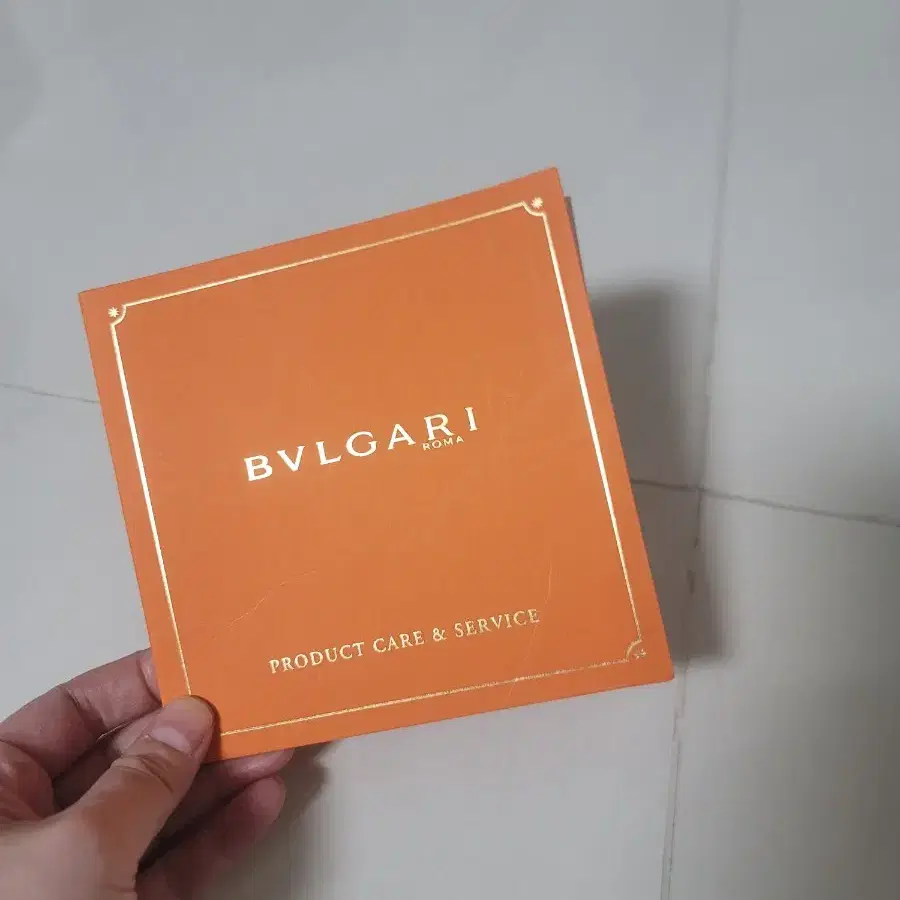 BVLGARI
ROMA
PRODUCT CARE & SERVICE